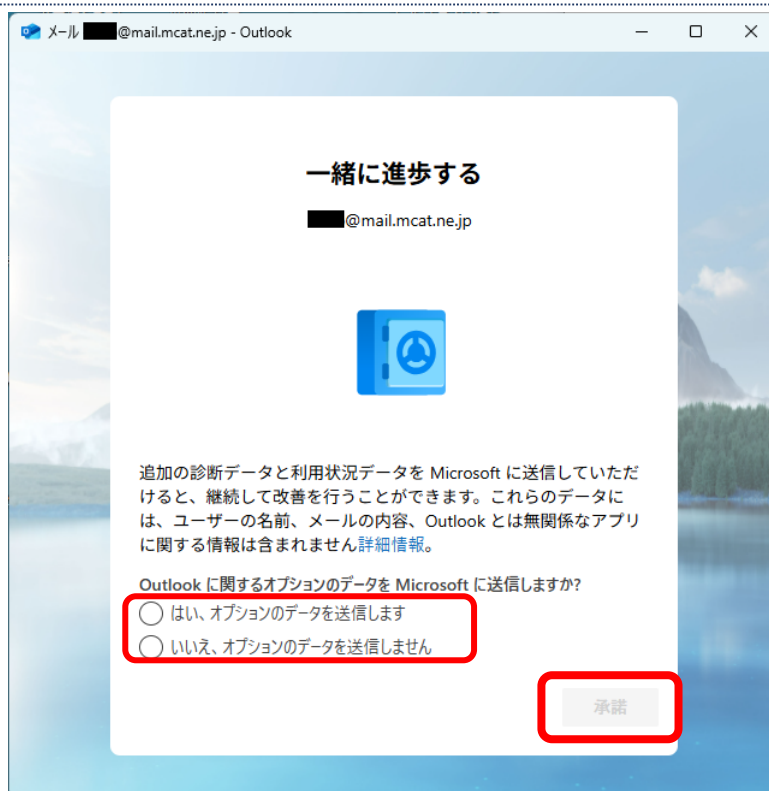 メール @mail.mcat.ne.jp - Outlook
一緒に進歩する
@mail.mcat.ne.jp
追加の診断データと利用状況データを Microsoft に送信していただ
けると、継続して改善を行うことができます。これらのデータに
は、ユーザーの名前、メールの内容、Outlook とは無関係なアプリ
に関する情報は含まれません詳細情報。
Outlook に関するオプションのデータを Microsoft に送信しますか?
はい、オプションのデータを送信します
いいえ、オプションのデータを送信しません
承諾